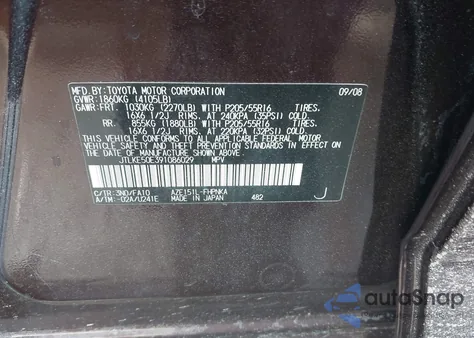 MFD.BY:TOYOTA MOTOR CORPORATION 09/08
GVWR:1860KG (4105LB)
GAWR:FRT. 1030KG (2270LB) WITH P205/55R16 TIRES.
16X6 1/2J RIMS. AT 240KPA (35PSI) COLD.
RR. 855KG (1880LB) WITH P205/55R16 TIRES.
16X6 1/2J RIMS. AT 220KPA (32PSI) COLD.
THIS VEHICLE CONFORMS TO ALL APPLICABLE FEDERAL MOTOR
VEHICLE SAFETY AND THEFT PREVENTION STANDARDS IN
EFFECT ON THE DATE OF MANUFACTURE SHOWN ABOVE.
JTLKE50E391086029 PASS. CAR
C/TR:3ND/FA10 AZE151L-FHPNKA
A/TM:-02A/U241E MADE IN JAPAN 482 J
autoSnap